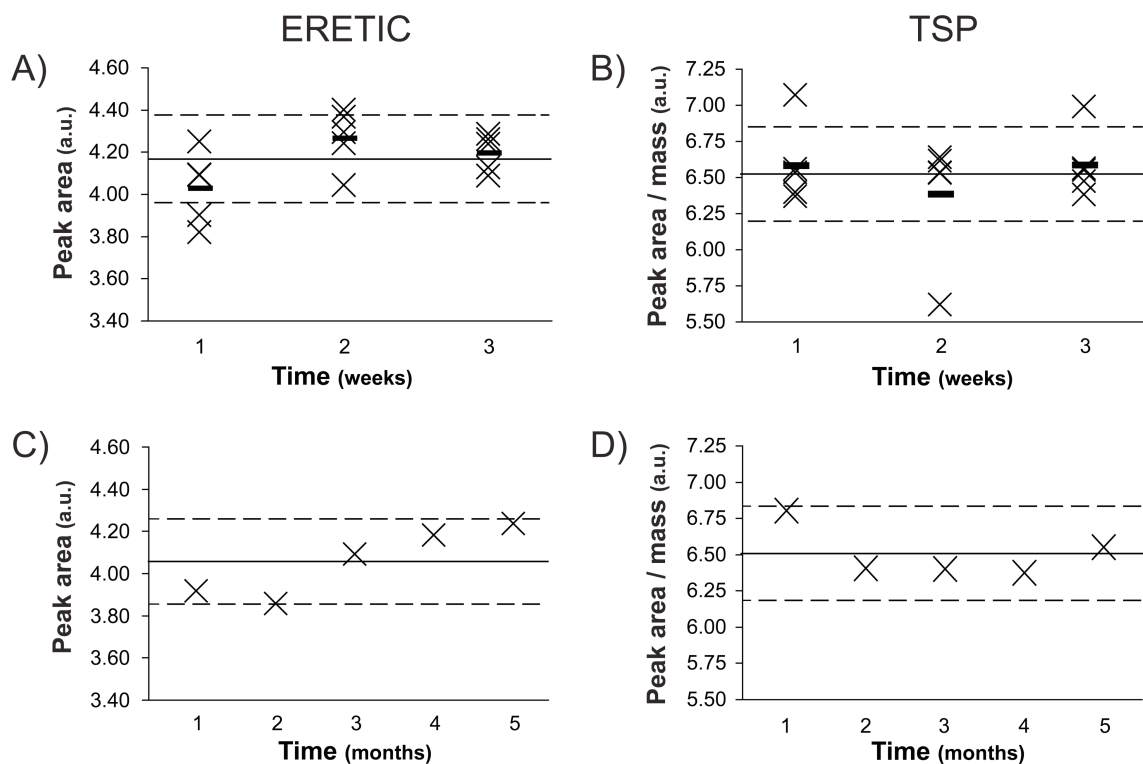 ERETIC
TSP
A)
Peak area (a.u.)
4.60
4.40
4.20
4.00
3.80
3.60
3.40
1 2 3
Time (weeks)
B)
Peak area / mass (a.u.)
7.25
7.00
6.75
6.50
6.25
6.00
5.75
5.50
1 2 3
Time (weeks)
C)
Peak area (a.u.)
4.60
4.40
4.20
4.00
3.80
3.60
3.40
1 2 3 4 5
Time (months)
D)
Peak area / mass (a.u.)
7.25
7.00
6.75
6.50
6.25
6.00
5.75
5.50
1 2 3 4 5
Time (months)